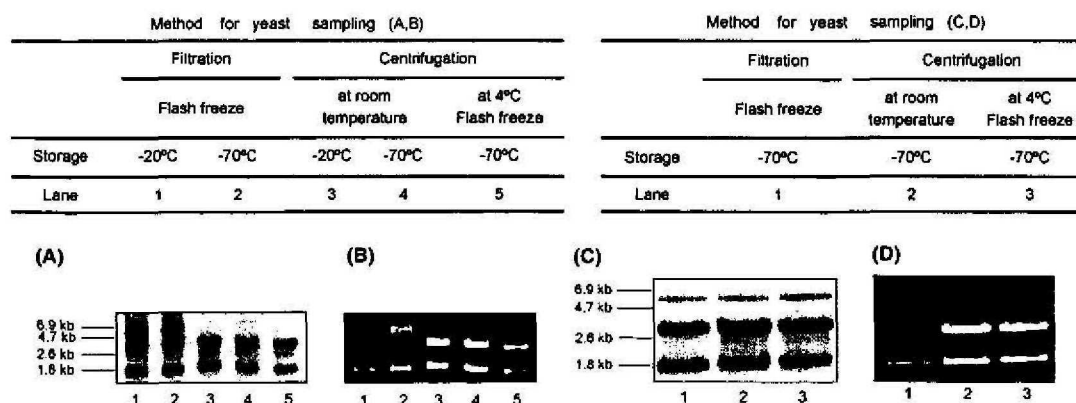 Method for yeast sampling (A,B)
Filtration Centrifugation
Flash freeze at room temperature at 4ºC Flash freeze
Storage -20ºC -70ºC -20ºC -70ºC -70ºC
Lane 1 2 3 4 5
Method for yeast sampling (C,D)
Filtration Centrifugation
Flash freeze at room temperature at 4ºC Flash freeze
Storage -70ºC -70ºC -70ºC
Lane 1 2 3
(A)
6.9 kb
4.7 kb
2.6 kb
1.8 kb
1 2 3 4 5
(B)
1 2 3 4 5
(C)
6.9 kb
4.7 kb
2.6 kb
1.8 kb
1 2 3
(D)
1 2 3